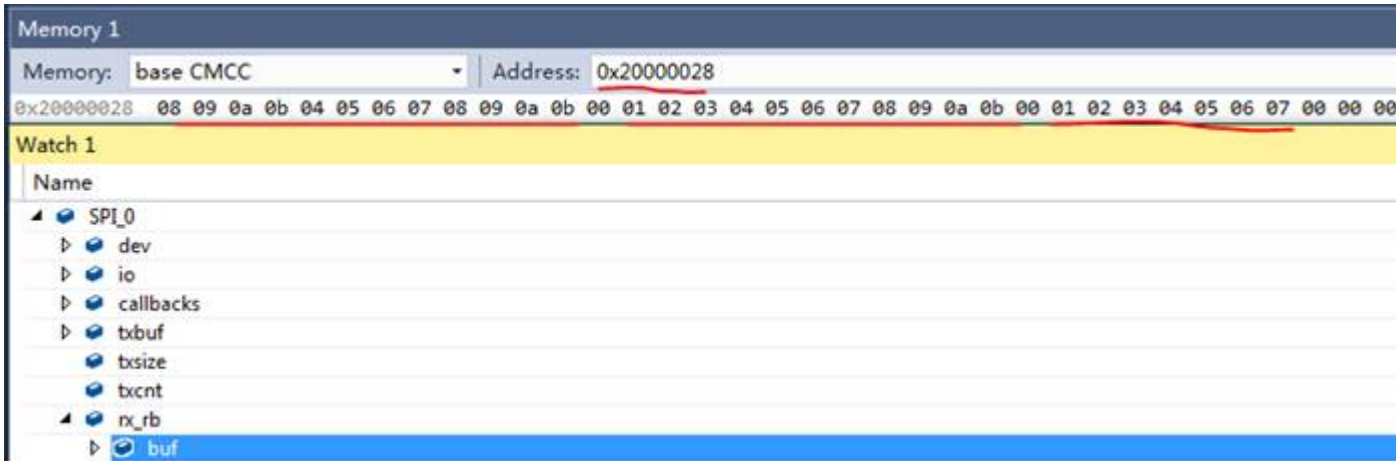 Memory 1
Memory: base CMCC Address: 0x20000028
0x20000028 08 09 0a 0b 04 05 06 07 08 09 0a 0b 00 01 02 03 04 05 06 07 08 09 0a 0b 00 01 02 03 04 05 06 07 00 00 00
Watch 1
Name
SPI_0
dev
io
callbacks
txbuf
txsize
txcnt
rx_rb
buf